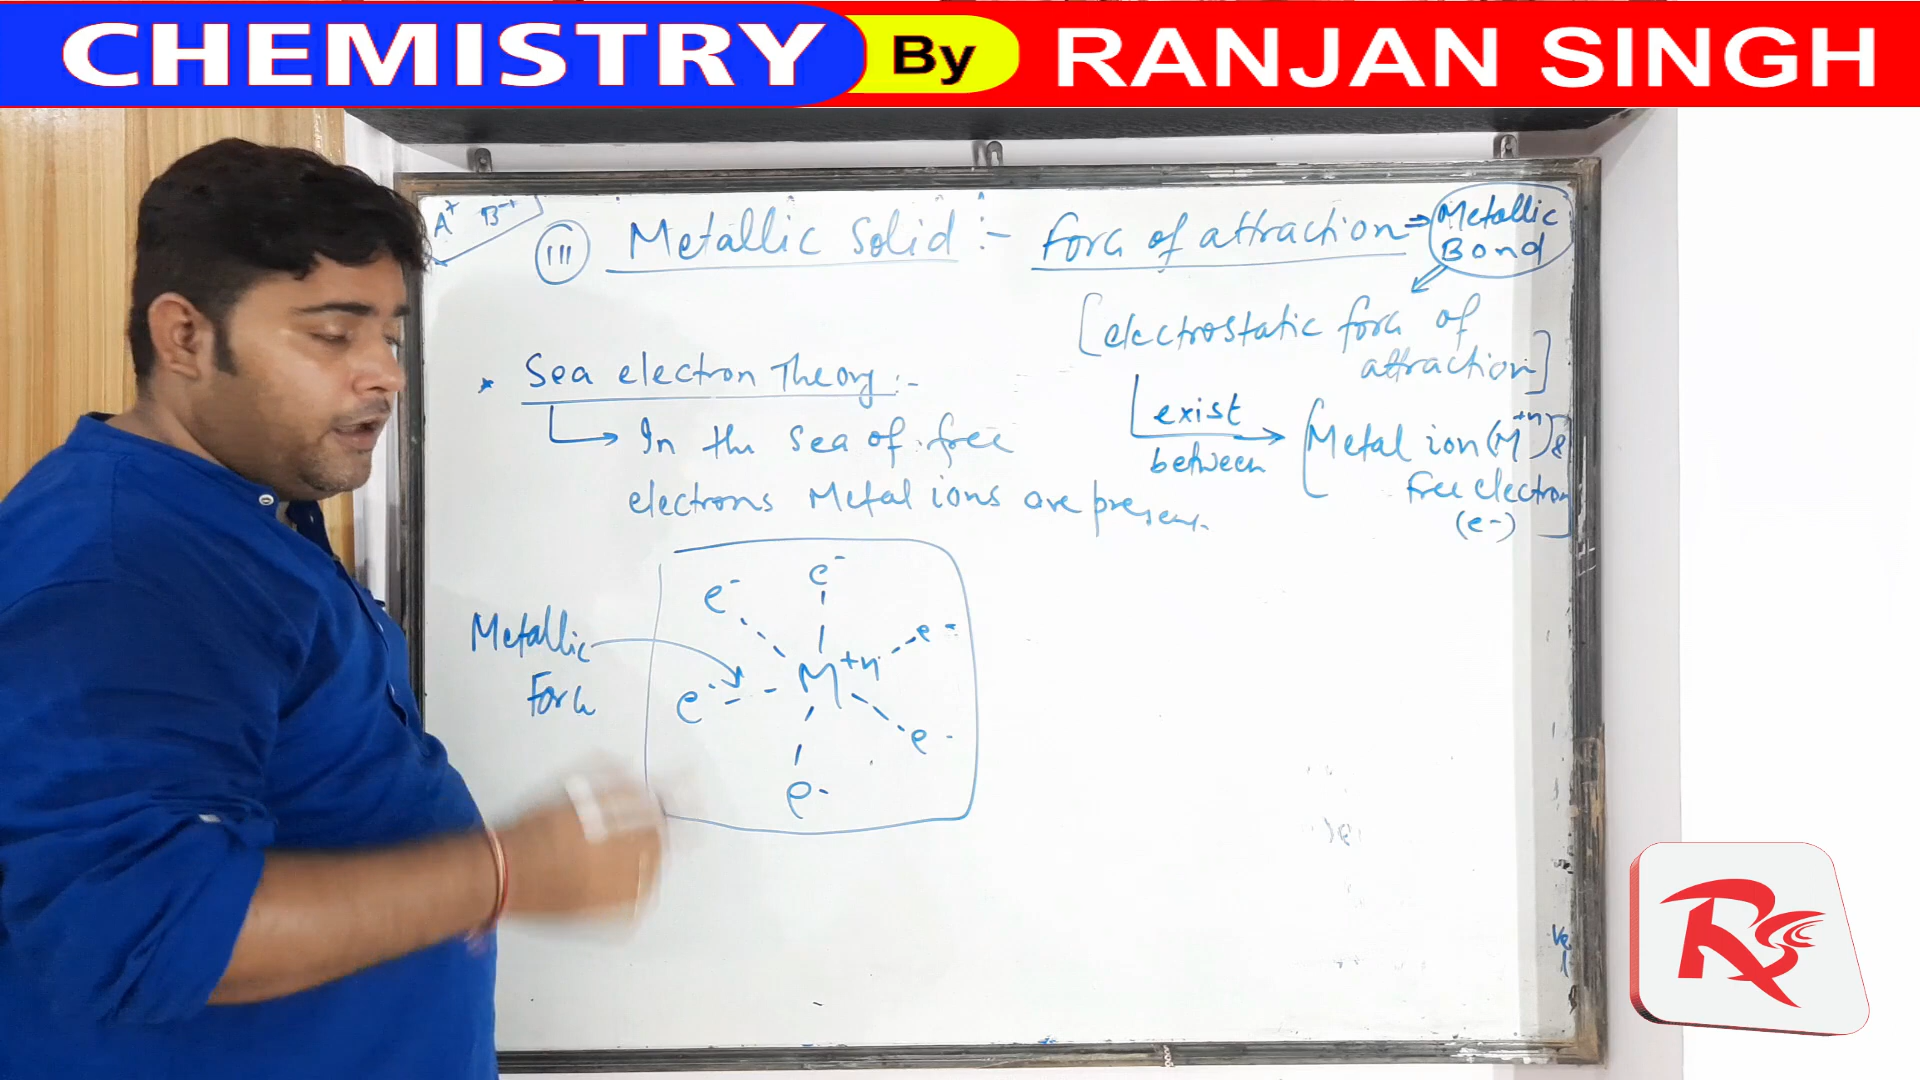 CHEMISTRY By RANJAN SINGH
A+ B-
(III) Metallic Solid :- Force of attraction → Metallic Bond
[electrostatic force of
attraction]
exist
between
[Metal ion (M+n) &
free electron
(e-)]
* Sea electron Theory :-
→ In the sea of free
electrons Metal ions are present.
Metallic
Force
e-
e-
e-
M+n
e-
e-
e-
RS